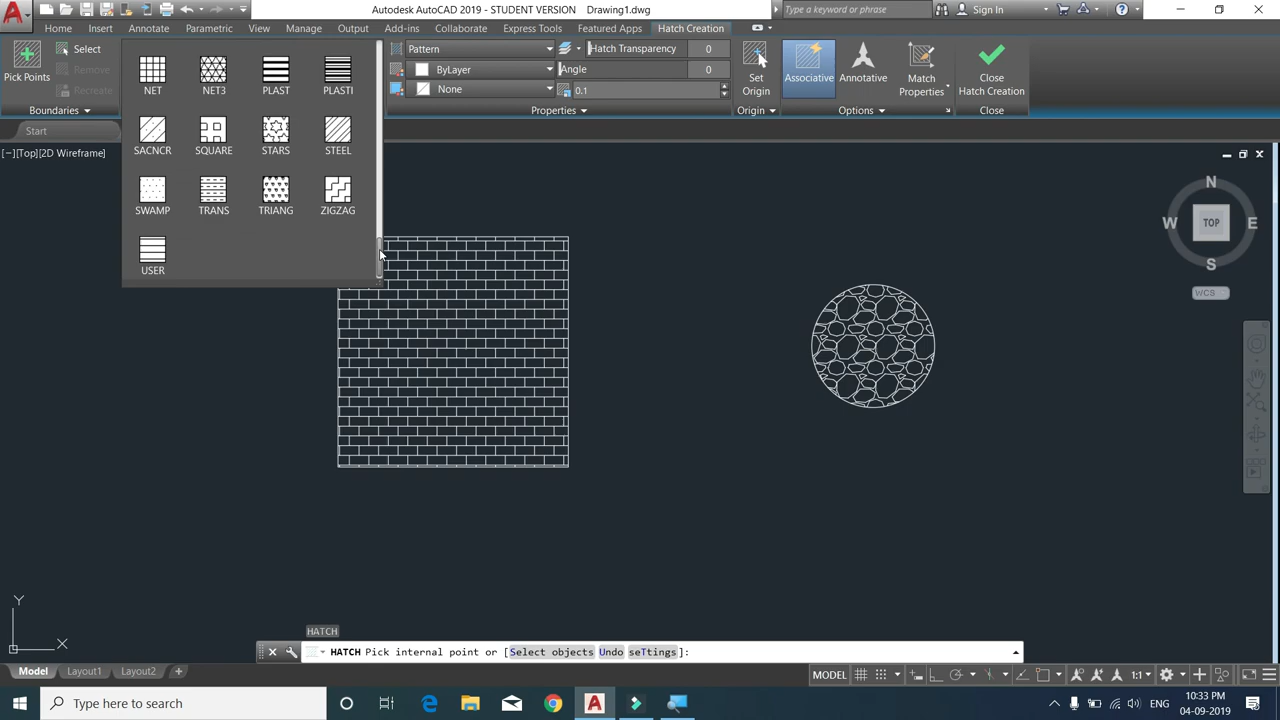 Autodesk AutoCAD 2019 - STUDENT VERSION Drawing1.dwg
Type a keyword or phrase
Sign In
Home Insert Annotate Parametric View Manage Output Add-ins Collaborate Express Tools Featured Apps Hatch Creation
Pick Points
Select
Remove
Recreate
Boundaries
NET NET3 PLAST PLASTI
SACNCR SQUARE STARS STEEL
SWAMP TRANS TRIANG ZIGZAG
USER
Pattern
ByLayer
None
Hatch Transparency 0
Angle 0
0.1
Properties
Set
Origin
Origin
Associative
Annotative
Match
Properties
Options
Close
Hatch Creation
Close
Start
[−][Top][2D Wireframe]
N
W TOP E
S
WCS
Y
X
HATCH
HATCH Pick internal point or [Select objects Undo seTtings]:
Model Layout1 Layout2 +
MODEL
1:1
Type here to search
ENG
10:33 PM
04-09-2019